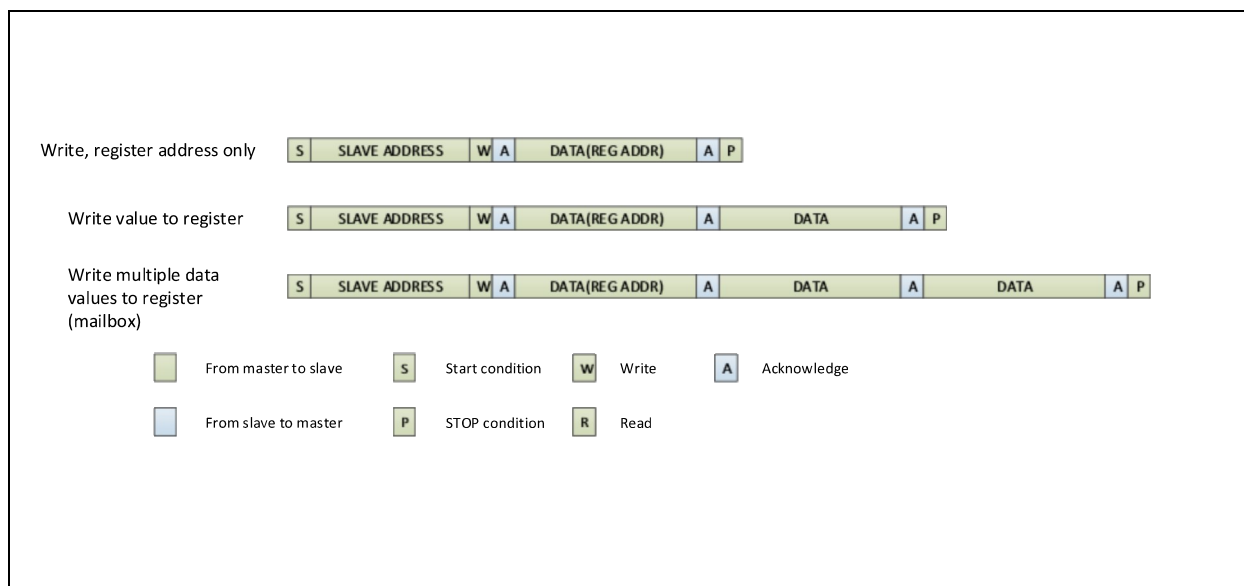 Write, register address only S SLAVE ADDRESS W A DATA(REG ADDR) A P
Write value to register S SLAVE ADDRESS W A DATA(REG ADDR) A DATA A P
Write multiple data
values to register
(mailbox)
S SLAVE ADDRESS W A DATA(REG ADDR) A DATA A DATA A P
From master to slave S Start condition W Write A Acknowledge
From slave to master P STOP condition R Read